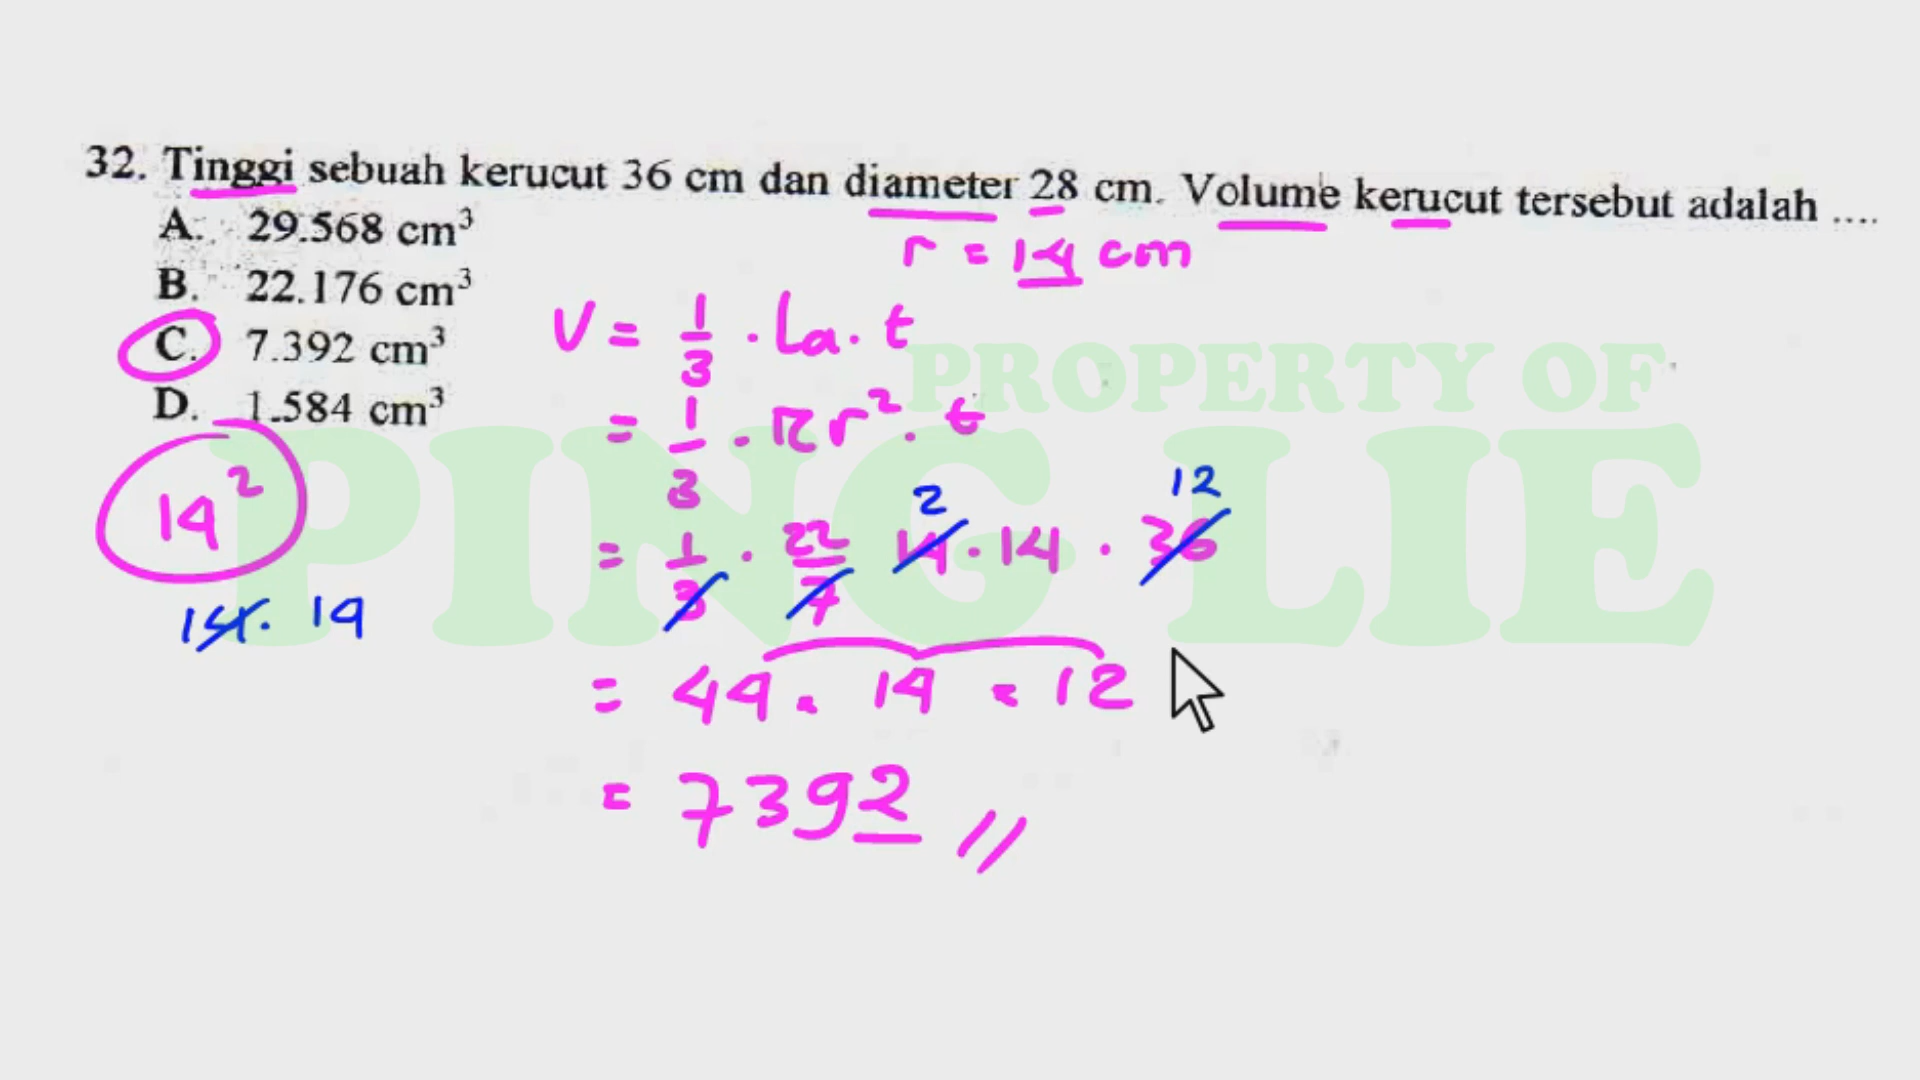 32. Tinggi sebuah kerucut 36 cm dan diameter 28 cm. Volume kerucut tersebut adalah ....
r = 14 cm
A. 29.568 cm³
B. 22.176 cm³
C. 7.392 cm³
D. 1.584 cm³
V = 1/3 · La · t
= 1/3 · πr² · t
= 1/3 · 22/7 14 · 14 · 36
2 12
= 44 · 14 · 12
= 7392 //
14²
14 · 14
PROPERTY OF
PING LIE